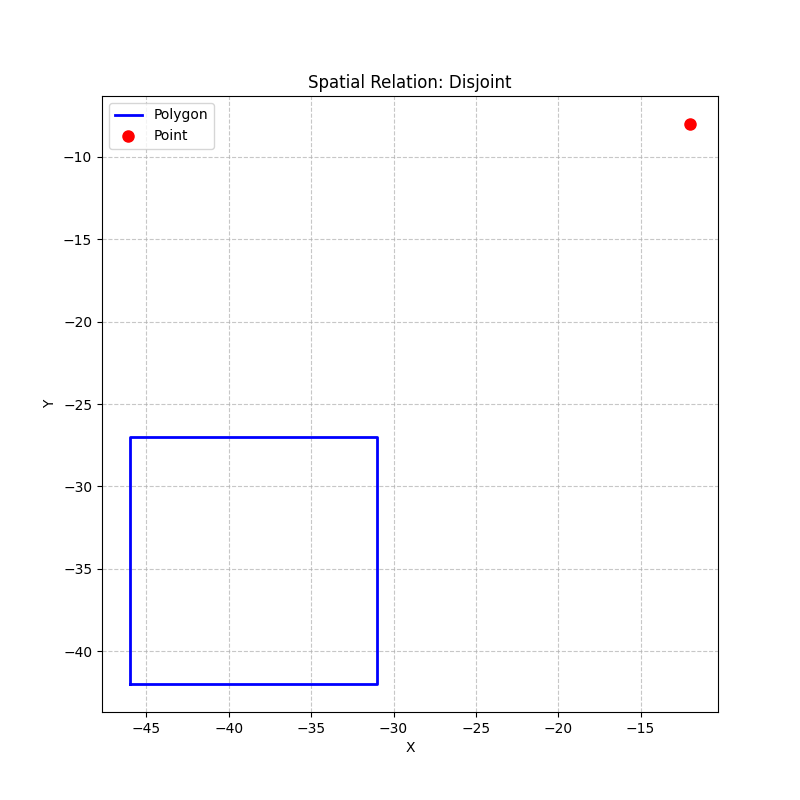 Spatial Relation: Disjoint
Polygon
Point
−10
−15
−20
−25
−30
−35
−40
Y
−45 −40 −35 −30 −25 −20 −15
X